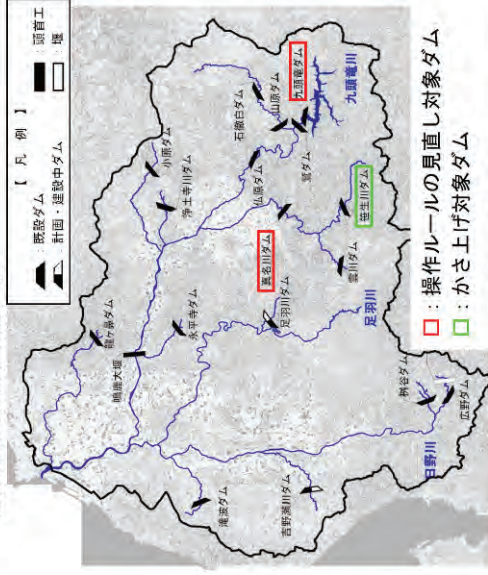 【 凡 例 】
：既設ダム
：頭首工
：計画・建設中ダム
：堰
龍ヶ鼻ダム
小原ダム
浄土寺川ダム
鳴鹿大堰
永平寺ダム
石徹白ダム
山原ダム
九頭竜ダム
九頭竜川
仏原ダム
鷲ダム
真名川ダム
笹生川ダム
雲川ダム
足羽川ダム
足羽川
滝波ダム
吉野瀬川ダム
桝谷ダム
広野ダム
日野川
：操作ルールの見直し対象ダム
：かさ上げ対象ダム